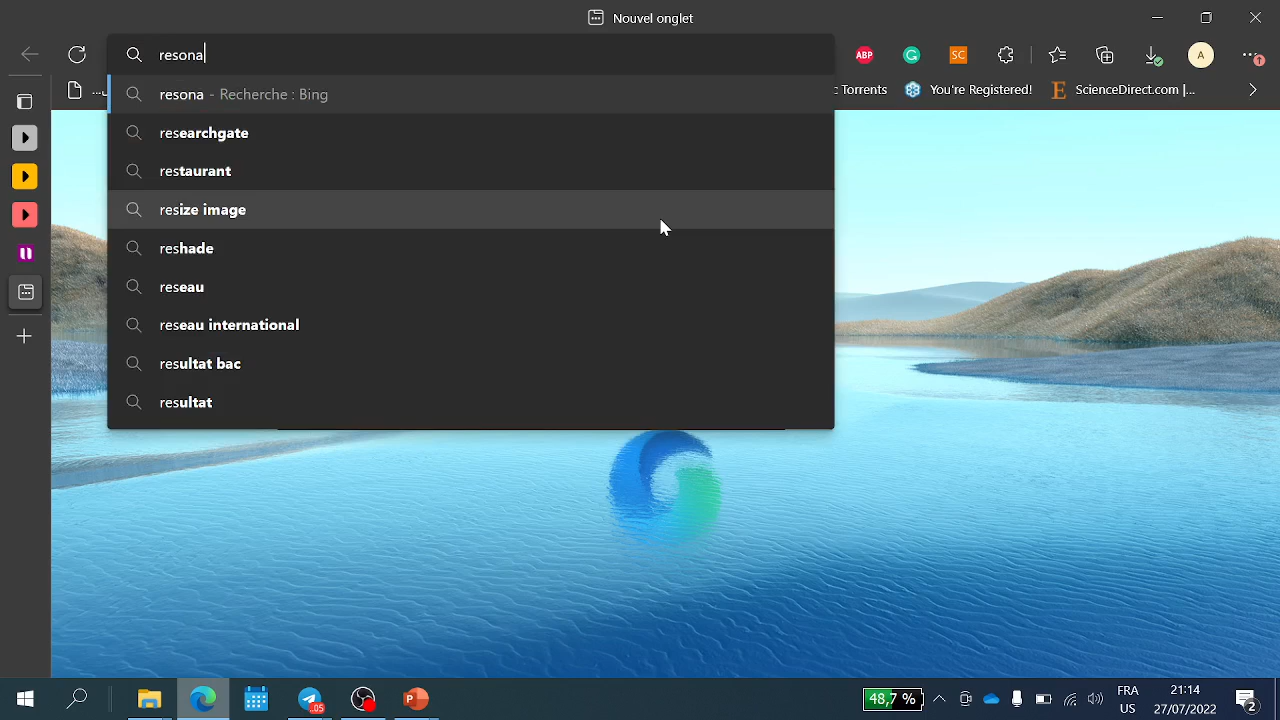 Nouvel onglet
resona
ABP
SC
A
...
resona - Recherche : Bing
c Torrents
You're Registered!
E
ScienceDirect.com |...
researchgate
restaurant
resize image
reshade
reseau
reseau international
resultat bac
resultat
05
P
48,7 %
FRA
US
21:14
27/07/2022
2